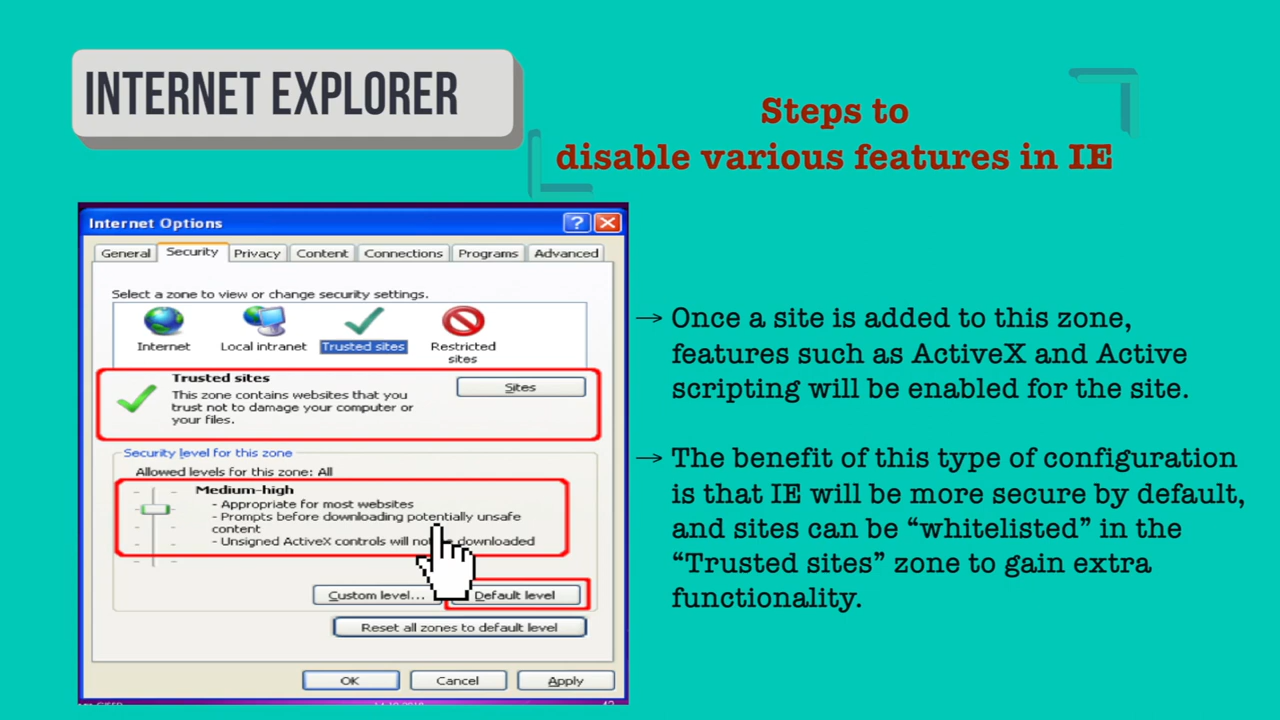 INTERNET EXPLORER
Steps to
disable various features in IE
Internet Options
General Security Privacy Content Connections Programs Advanced
Select a zone to view or change security settings.
Internet Local intranet Trusted sites Restricted
sites
Trusted sites
This zone contains websites that you
trust not to damage your computer or
your files.
Sites
Security level for this zone
Allowed levels for this zone: All
Medium-high
- Appropriate for most websites
- Prompts before downloading potentially unsafe
content
- Unsigned ActiveX controls will downloaded
Custom level... Default level
Reset all zones to default level
OK Cancel Apply
→ Once a site is added to this zone,
features such as ActiveX and Active
scripting will be enabled for the site.
→ The benefit of this type of configuration
is that IE will be more secure by default,
and sites can be “whitelisted” in the
“Trusted sites” zone to gain extra
functionality.